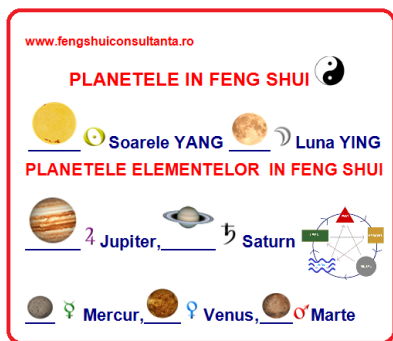 www.fengshuiconsultanta.ro
PLANETELE IN FENG SHUI
Soarele YANG Luna YING
PLANETELE ELEMENTELOR IN FENG SHUI
Jupiter, Saturn
Mercur, Venus, Marte